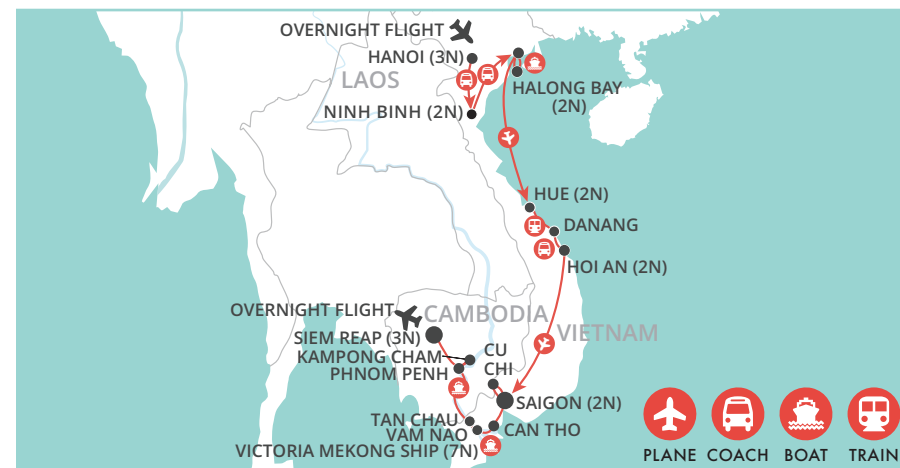 OVERNIGHT FLIGHT
HANOI (3N)
LAOS
HALONG BAY
(2N)
NINH BINH (2N)
HUE (2N)
DANANG
HOI AN (2N)
OVERNIGHT FLIGHT
CAMBODIA
VIETNAM
SIEM REAP (3N)
KAMPONG CHAM
PHNOM PENH
CU
CHI
SAIGON (2N)
TAN CHAU
VAM NAO
CAN THO
VICTORIA MEKONG SHIP (7N)
PLANE COACH BOAT TRAIN